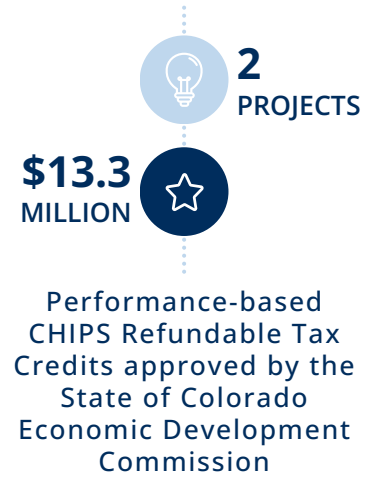 2
PROJECTS
$13.3
MILLION
Performance-based
CHIPS Refundable Tax
Credits approved by the
State of Colorado
Economic Development
Commission